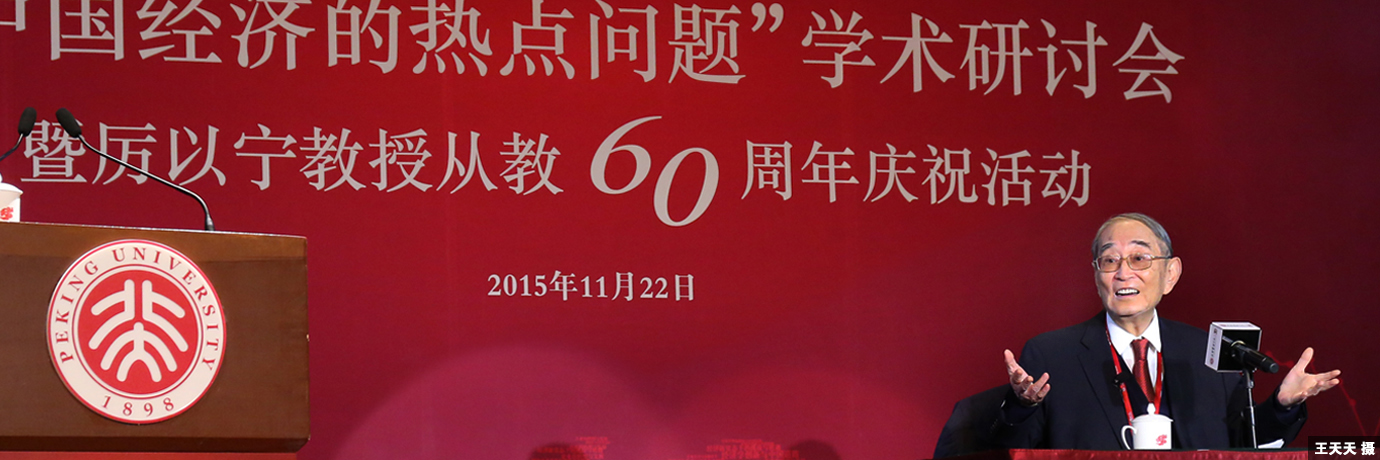 中国经济的热点问题”学术研讨会
暨厉以宁教授从教60周年庆祝活动
2015年11月22日
PEKING UNIVERSITY
1898
王天天 摄